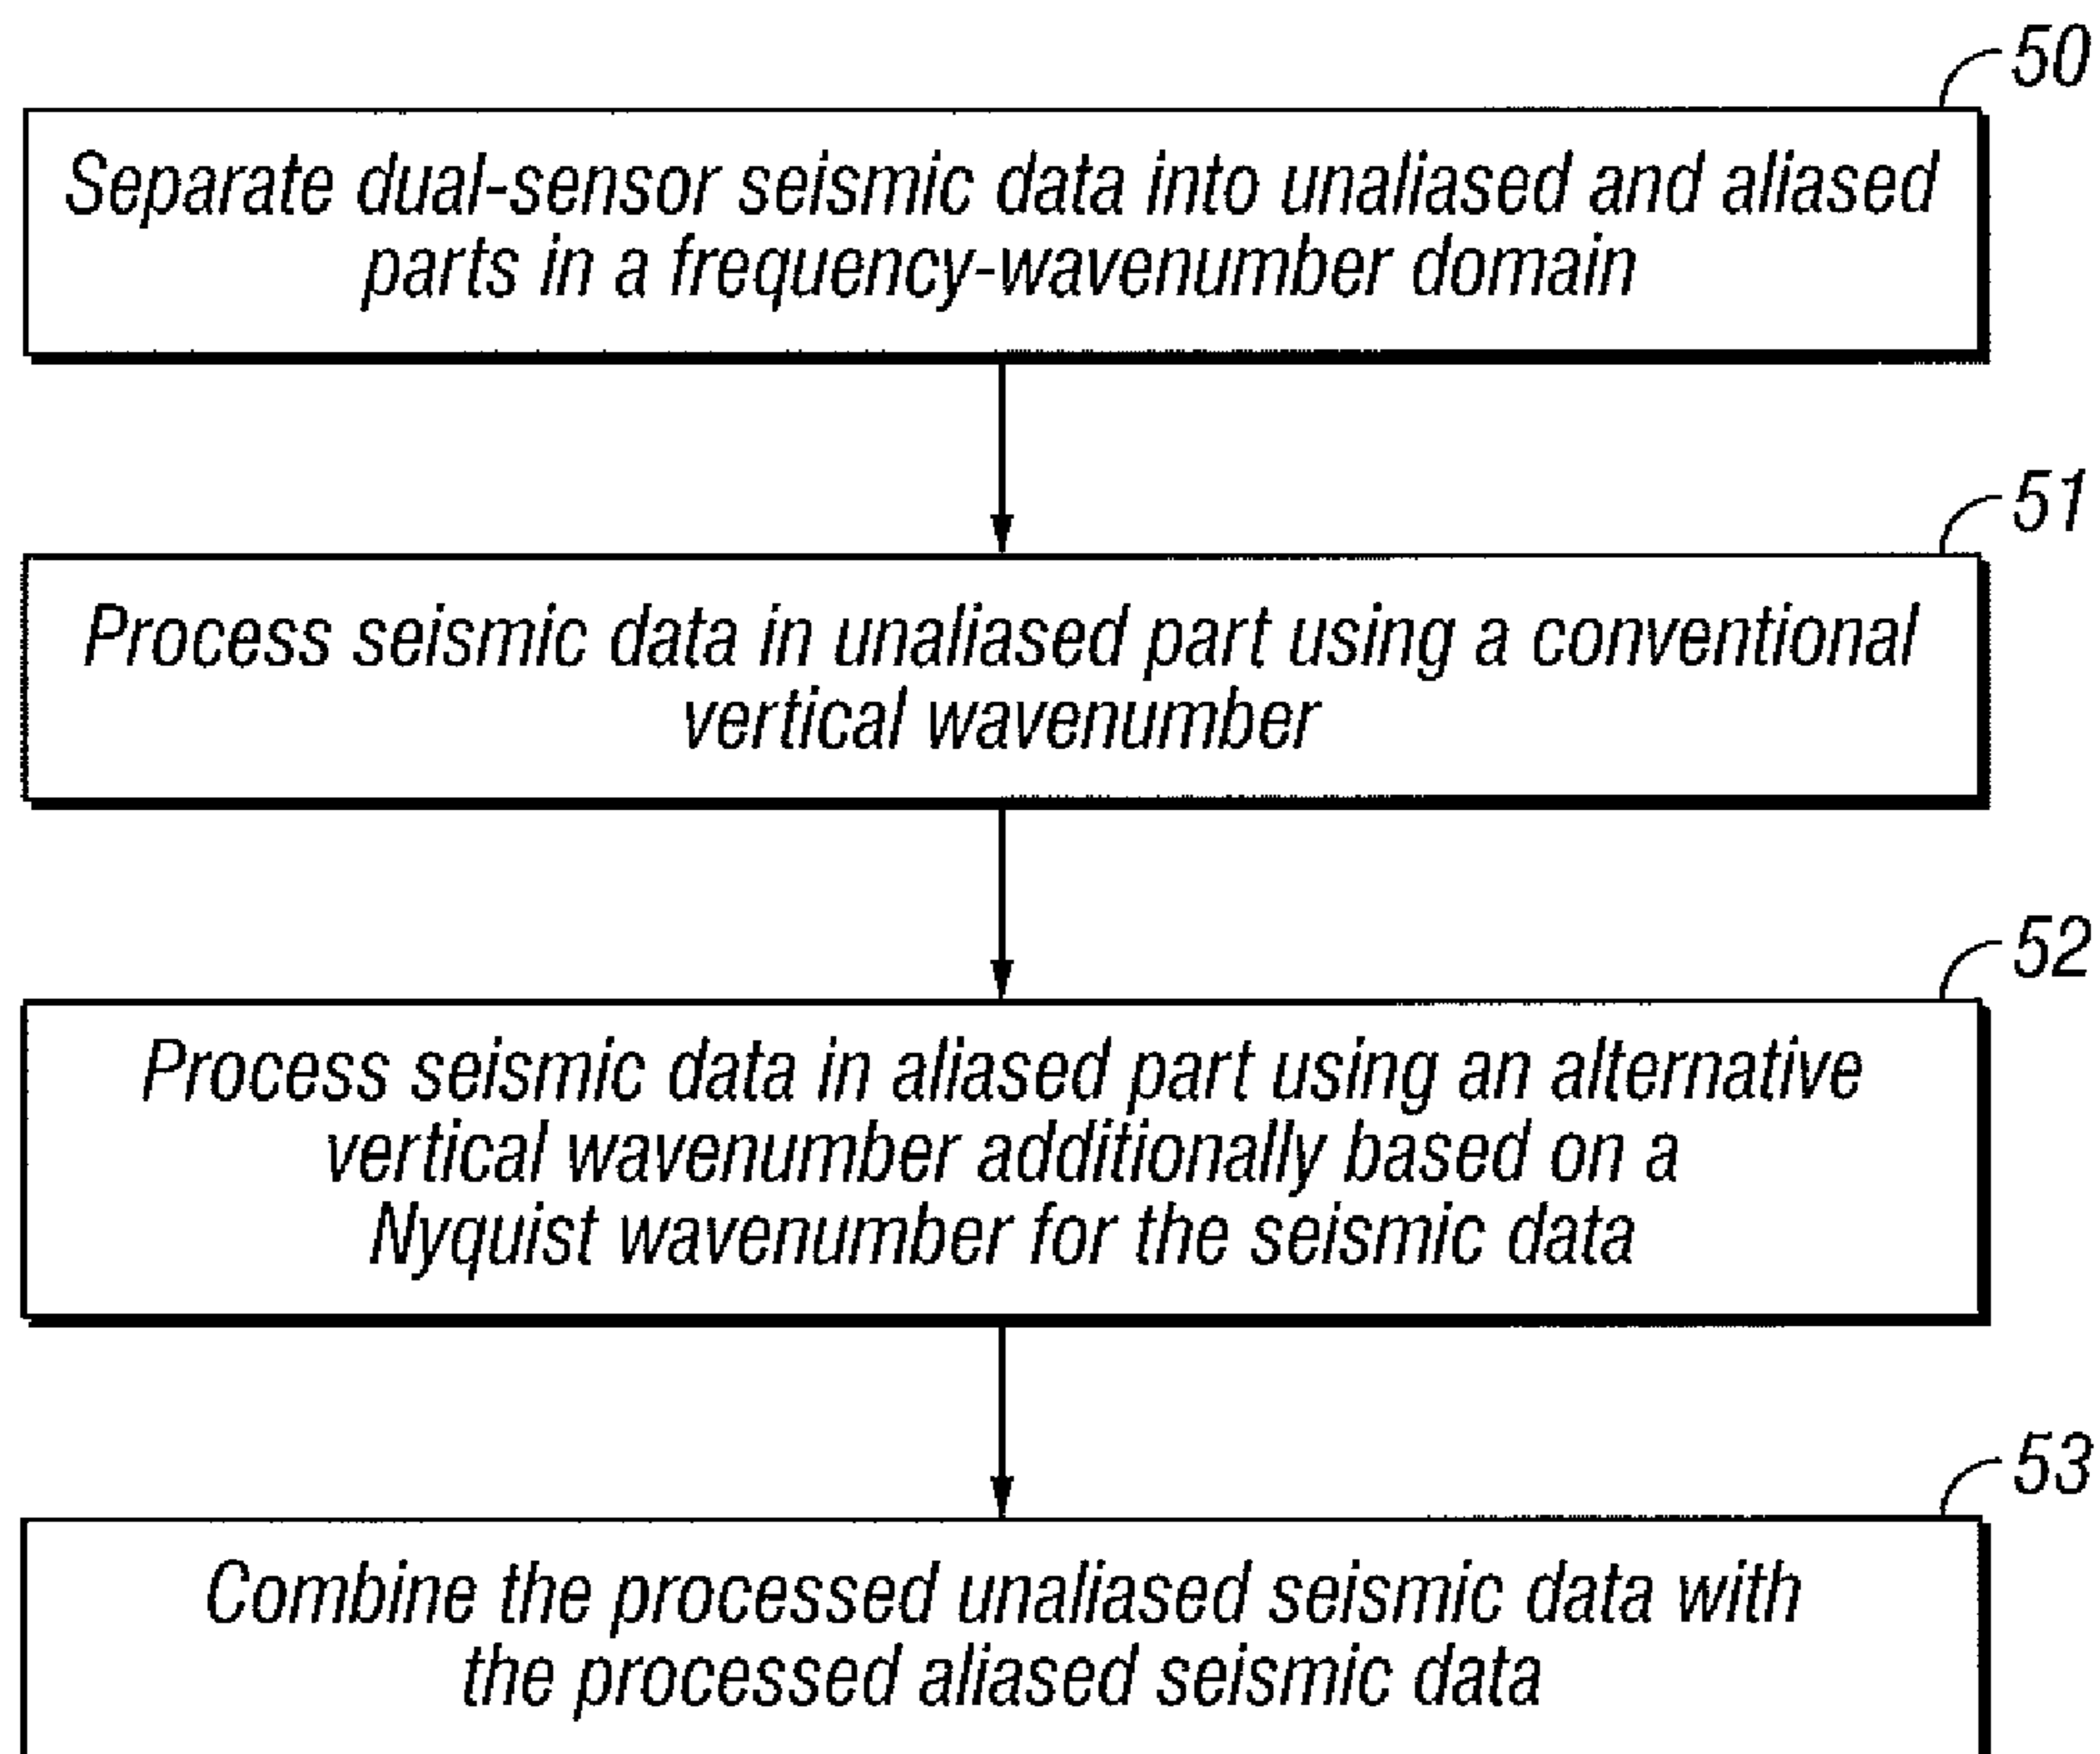 50
Separate dual-sensor seismic data into unaliased and aliased
parts in a frequency-wavenumber domain
51
Process seismic data in unaliased part using a conventional
vertical wavenumber
52
Process seismic data in aliased part using an alternative
vertical wavenumber additionally based on a
Nyquist wavenumber for the seismic data
53
Combine the processed unaliased seismic data with
the processed aliased seismic data